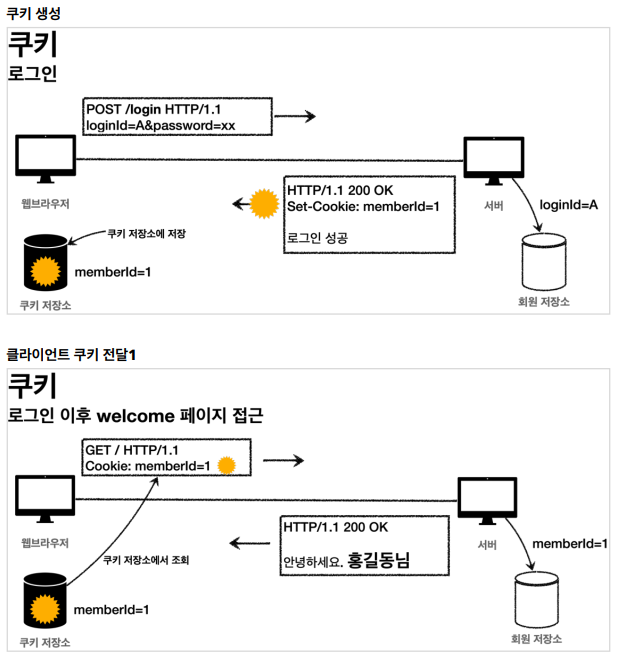 쿠키 생성
쿠키
로그인
POST /login HTTP/1.1
loginId=A&password=xx
웹브라우저
HTTP/1.1 200 OK
Set-Cookie: memberId=1
로그인 성공
서버
loginId=A
쿠키 저장소에 저장
memberId=1
쿠키 저장소
회원 저장소
클라이언트 쿠키 전달1
쿠키
로그인 이후 welcome 페이지 접근
GET / HTTP/1.1
Cookie: memberId=1
웹브라우저
HTTP/1.1 200 OK
안녕하세요. 홍길동님
서버
memberId=1
쿠키 저장소에서 조회
memberId=1
쿠키 저장소
회원 저장소